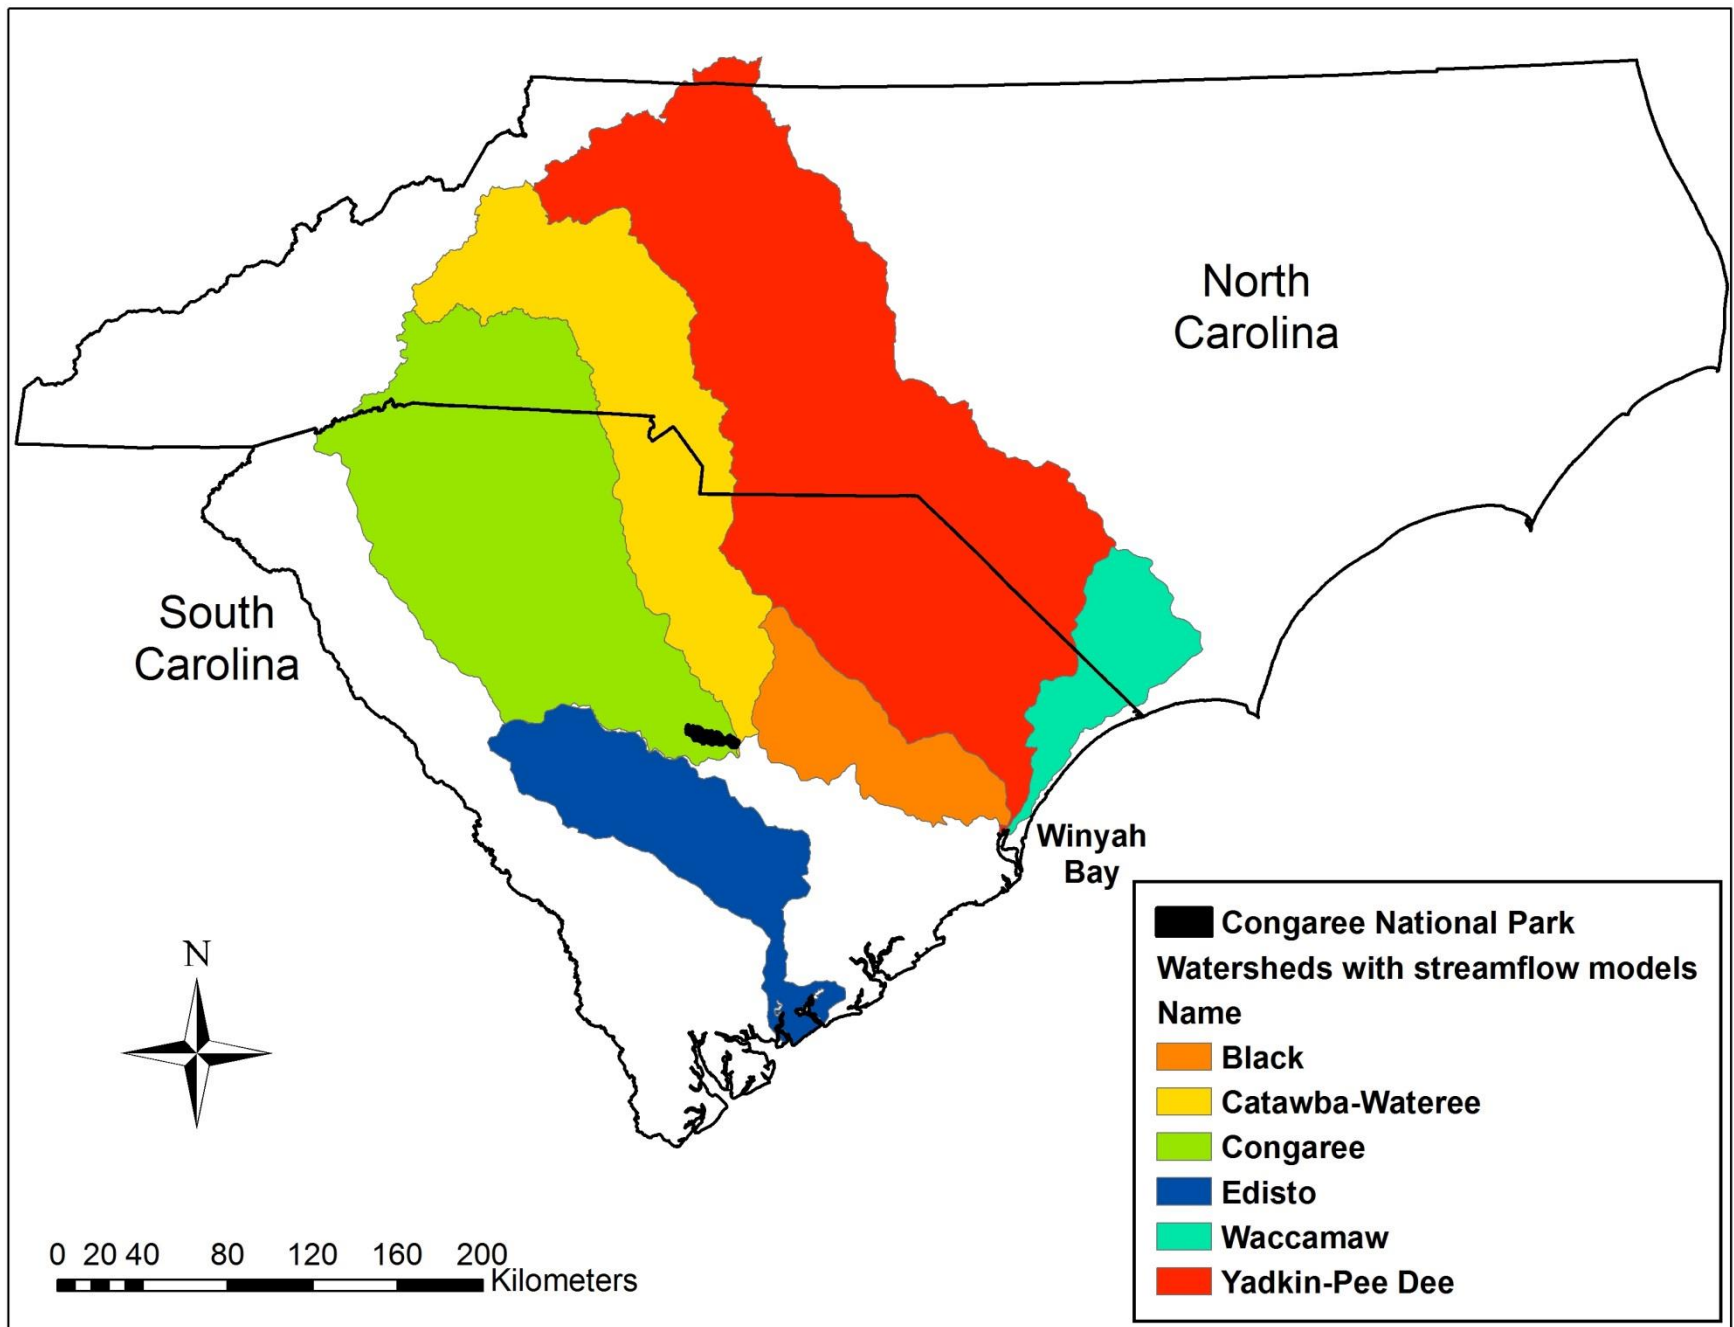 North
Carolina
South
Carolina
Winyah
Bay
N
0 20 40 80 120 160 200
Kilometers
Congaree National Park
Watersheds with streamflow models
Name
Black
Catawba-Wateree
Congaree
Edisto
Waccamaw
Yadkin-Pee Dee